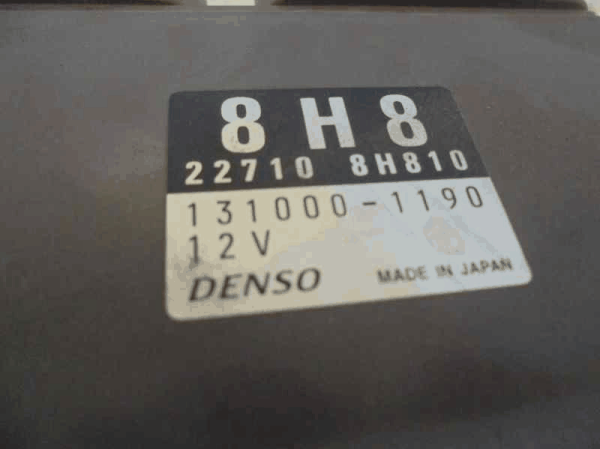 8H8
22710 8H810
131000-1190
12V
DENSO MADE IN JAPAN